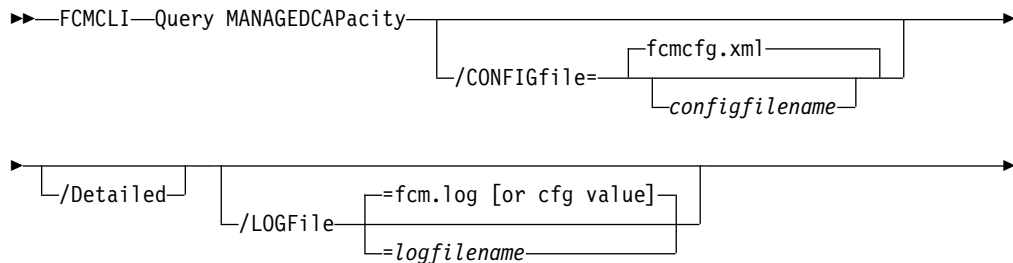 FCMCLI Query MANAGEDCAPacity
fcmcfg.xml
/CONFIGfile=
configfilename
/Detailed
=fcm.log [or cfg value]
/LOGFile
=logfilename